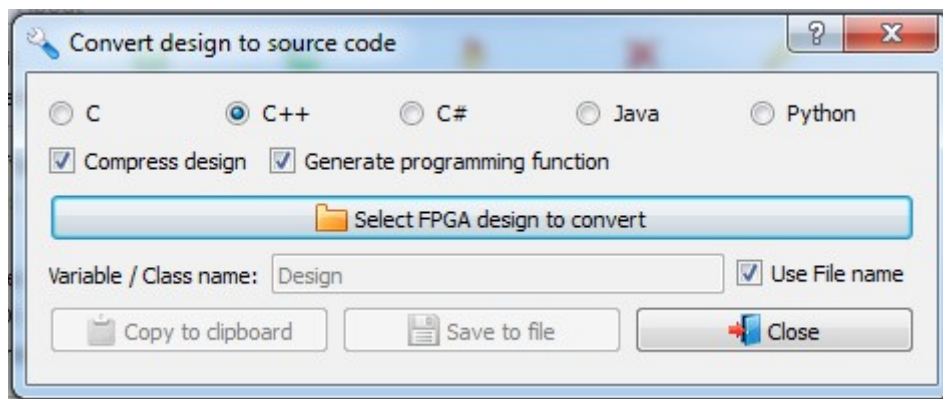 Convert design to source code
C C++ C# Java Python
Compress design Generate programming function
Select FPGA design to convert
Variable / Class name: Design Use File name
Copy to clipboard Save to file Close